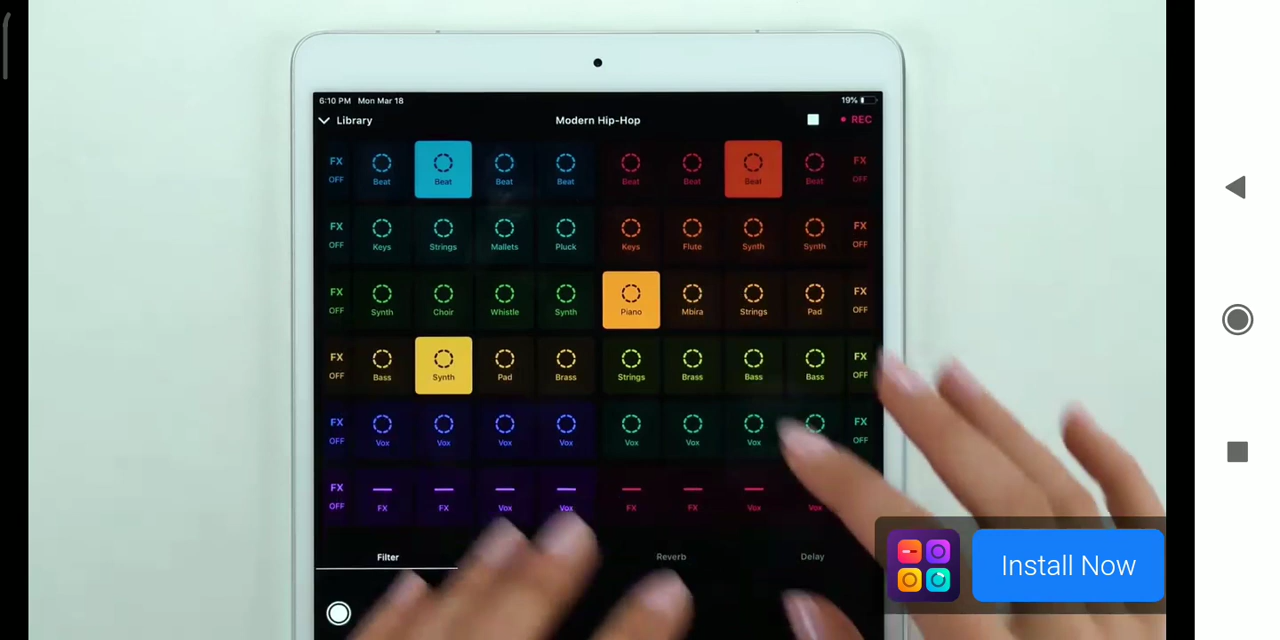 6:10 PM Mon Mar 18 19%
Library Modern Hip-Hop REC
FX Beat Beat Beat Beat Beat Beat Beat Beat FX
OFF OFF
FX Keys Strings Mallets Pluck Keys Flute Synth Synth FX
OFF OFF
FX Synth Choir Whistle Synth Piano Mbira Strings Pad FX
OFF OFF
FX Bass Synth Pad Brass Strings Brass Bass Bass FX
OFF OFF
FX Vox Vox Vox Vox Vox Vox Vox FX
OFF OFF
FX FX FX Vox Vox FX FX Vox Vox
OFF
Filter Reverb Delay
Install Now